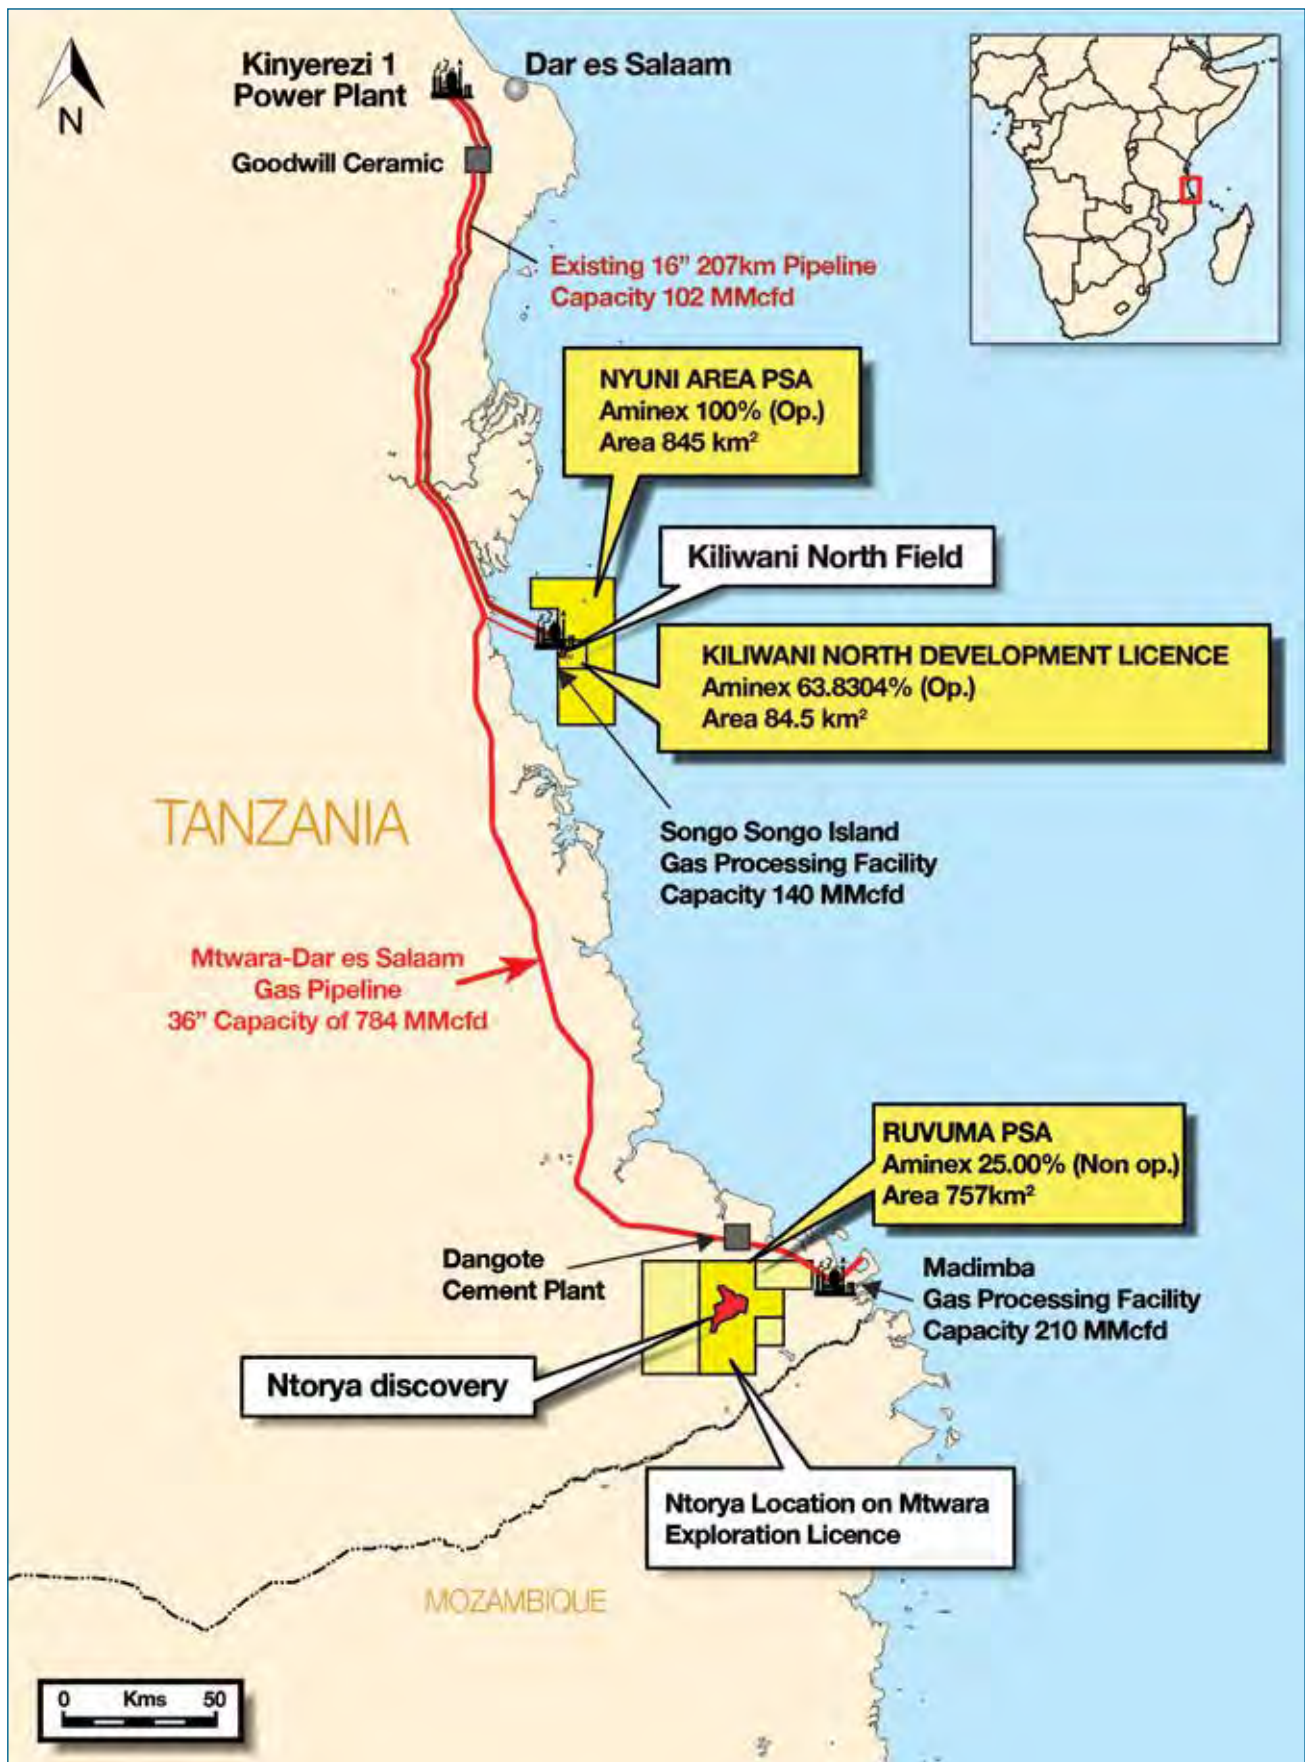 Kinyerezi 1
Power Plant
Dar es Salaam
N
Goodwill Ceramic
Existing 16” 207km Pipeline
Capacity 102 MMcfd
NYUNI AREA PSA
Aminex 100% (Op.)
Area 845 km²
Kiliwani North Field
KILIWANI NORTH DEVELOPMENT LICENCE
Aminex 63.8304% (Op.)
Area 84.5 km²
TANZANIA
Songo Songo Island
Gas Processing Facility
Capacity 140 MMcfd
Mtwara-Dar es Salaam
Gas Pipeline
36” Capacity of 784 MMcfd
RUVUMA PSA
Aminex 25.00% (Non op.)
Area 757km²
Dangote
Cement Plant
Madimba
Gas Processing Facility
Capacity 210 MMcfd
Ntorya discovery
Ntorya Location on Mtwara
Exploration Licence
MOZAMBIQUE
0 Kms 50